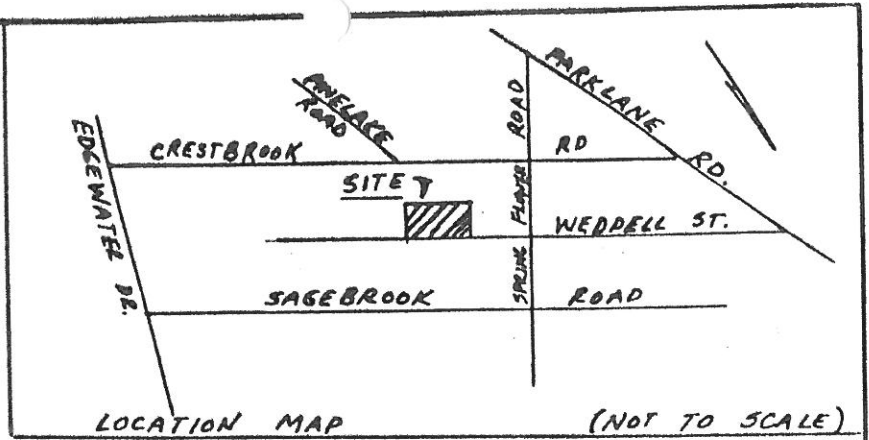 PINELAKE
ROAD
PARKLANE RD.
EDGEWATER DR.
CRESTBROOK RD
SITE
SPRING FLOWER ROAD
WEDDELL ST.
SAGEBROOK ROAD
LOCATION MAP (NOT TO SCALE)